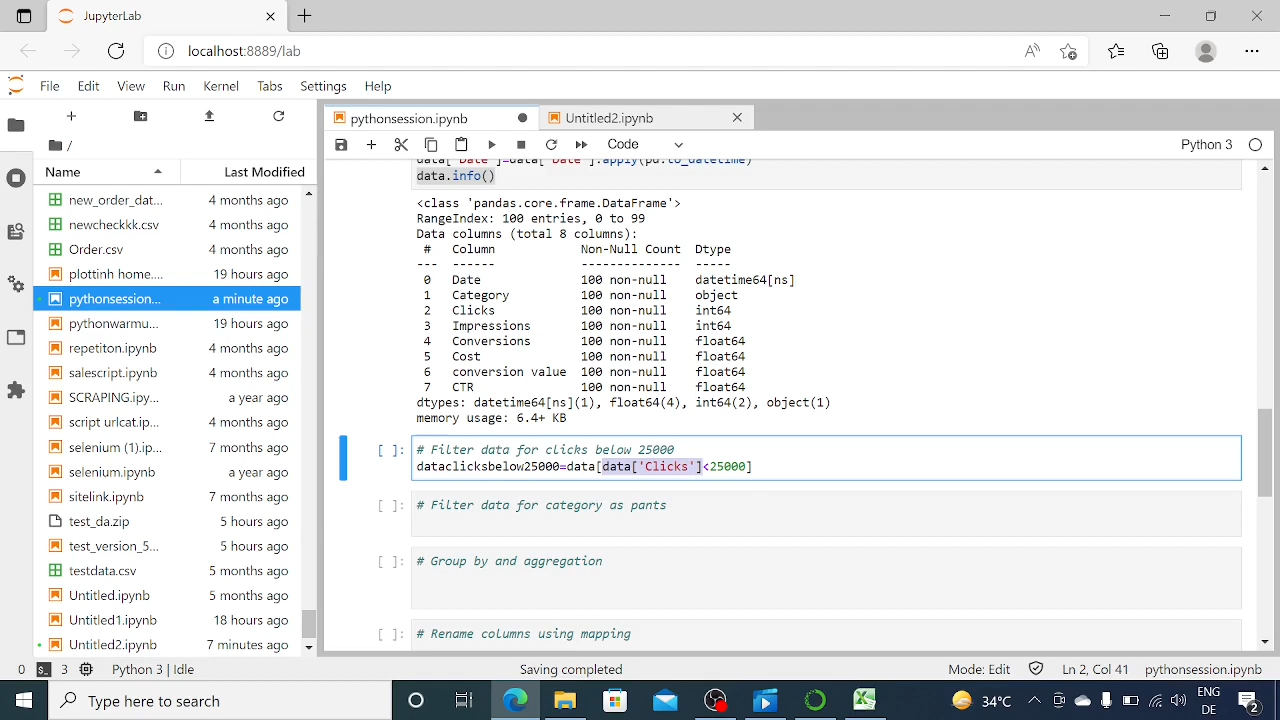 JupyterLab
localhost:8889/lab
File Edit View Run Kernel Tabs Settings Help
pythonsession.ipynb
Untitled2.ipynb
/
Code
Python 3
Name Last Modified
new_order_dat... 4 months ago
newcheckkk.csv 4 months ago
Order.csv 4 months ago
plottinh home.... 19 hours ago
pythonsession... a minute ago
pythonwarmu... 19 hours ago
repetiton.ipynb 4 months ago
salescript.ipynb 4 months ago
SCRAPING.ipy... a year ago
script urlcat.ip... 4 months ago
selenium (1).ip... 7 months ago
selenium.ipynb a year ago
sitelink.ipynb 7 months ago
test_da.zip 5 hours ago
test_version_5... 5 hours ago
testdata.csv 5 months ago
Untitled.ipynb 5 months ago
Untitled1.ipynb 18 hours ago
Untitled2.ipynb 7 minutes ago
data['Date']=data['Date'].apply(pd.to_datetime)
data.info()
<class 'pandas.core.frame.DataFrame'>
RangeIndex: 100 entries, 0 to 99
Data columns (total 8 columns):
# Column Non-Null Count Dtype
--- ------ -------------- -----
0 Date 100 non-null datetime64[ns]
1 Category 100 non-null object
2 Clicks 100 non-null int64
3 Impressions 100 non-null int64
4 Conversions 100 non-null float64
5 Cost 100 non-null float64
6 conversion value 100 non-null float64
7 CTR 100 non-null float64
dtypes: datetime64[ns](1), float64(4), int64(2), object(1)
memory usage: 6.4+ KB
[ ]: # Filter data for clicks below 25000
dataclicksbelow25000=data[data['Clicks']<25000]
[ ]: # Filter data for category as pants
[ ]: # Group by and aggregation
[ ]: # Rename columns using mapping
0 3 Python 3 | Idle Saving completed Mode: Edit Ln 2, Col 41 pythonsession.ipynb
Type here to search
34°C
ENG
DE
2